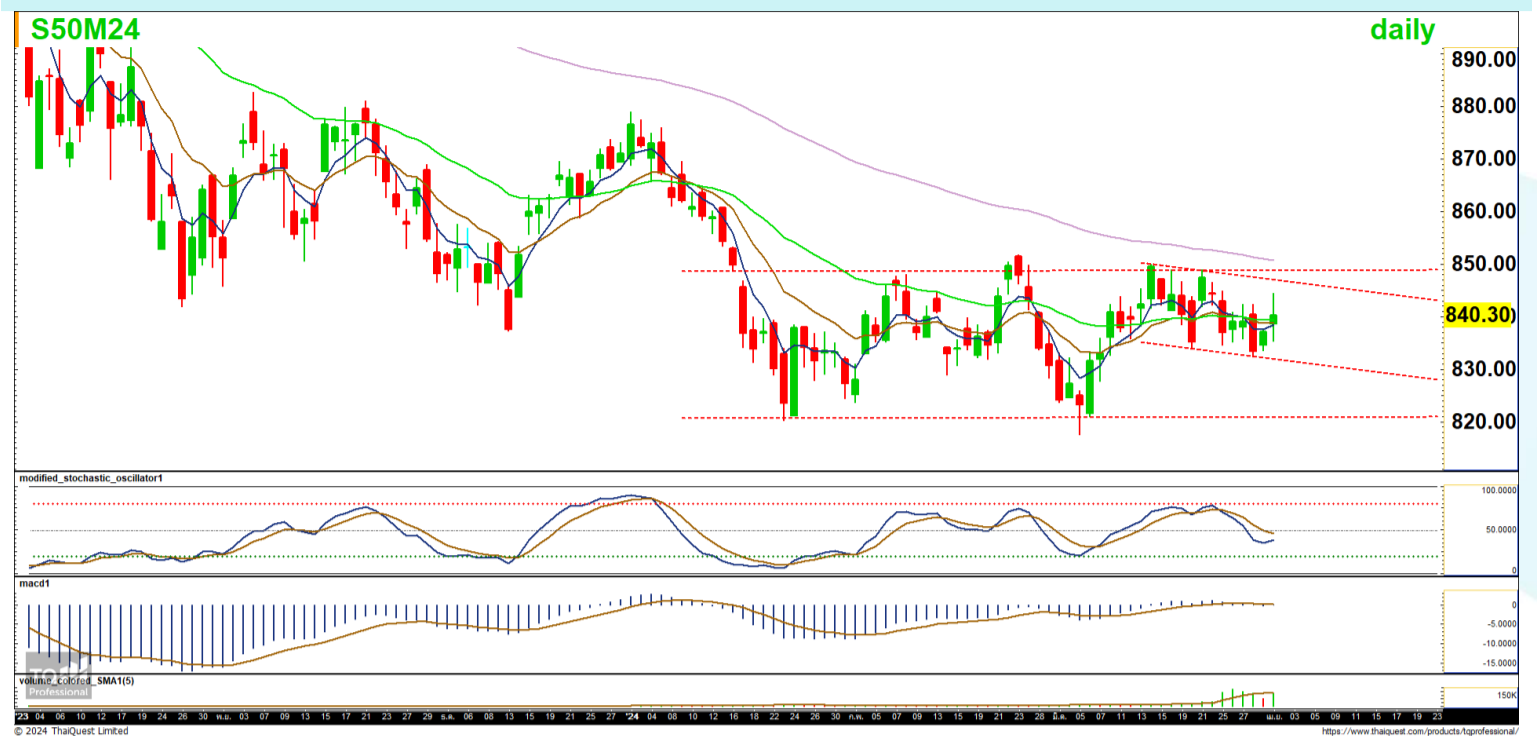 S50M24 daily
890.00
880.00
870.00
860.00
850.00
840.30)
830.00
820.00
modified_stochastic_oscillator1
100.0000
50.0000
0
macd1
0
-5.0000
-10.0000
-15.0000
Professional
volume_colored_SMA1(5)
150K
'23 04 06 10 12 17 19 24 26 30 พ.ย. 03 07 09 13 15 17 21 23 27 29 ธ.ค. 06 08 13 15 19 21 25 27 '24 04 08 10 12 16 18 22 24 26 30 ก.พ. 05 07 09 13 15 19 21 23 28 มี.ค. 05 07 11 13 15 19 21 25 27 เม.ย. 03 05 09 11 15 17 19 23
© 2024 ThaiQuest Limited https://www.thaiquest.com/products/tqprofessional/